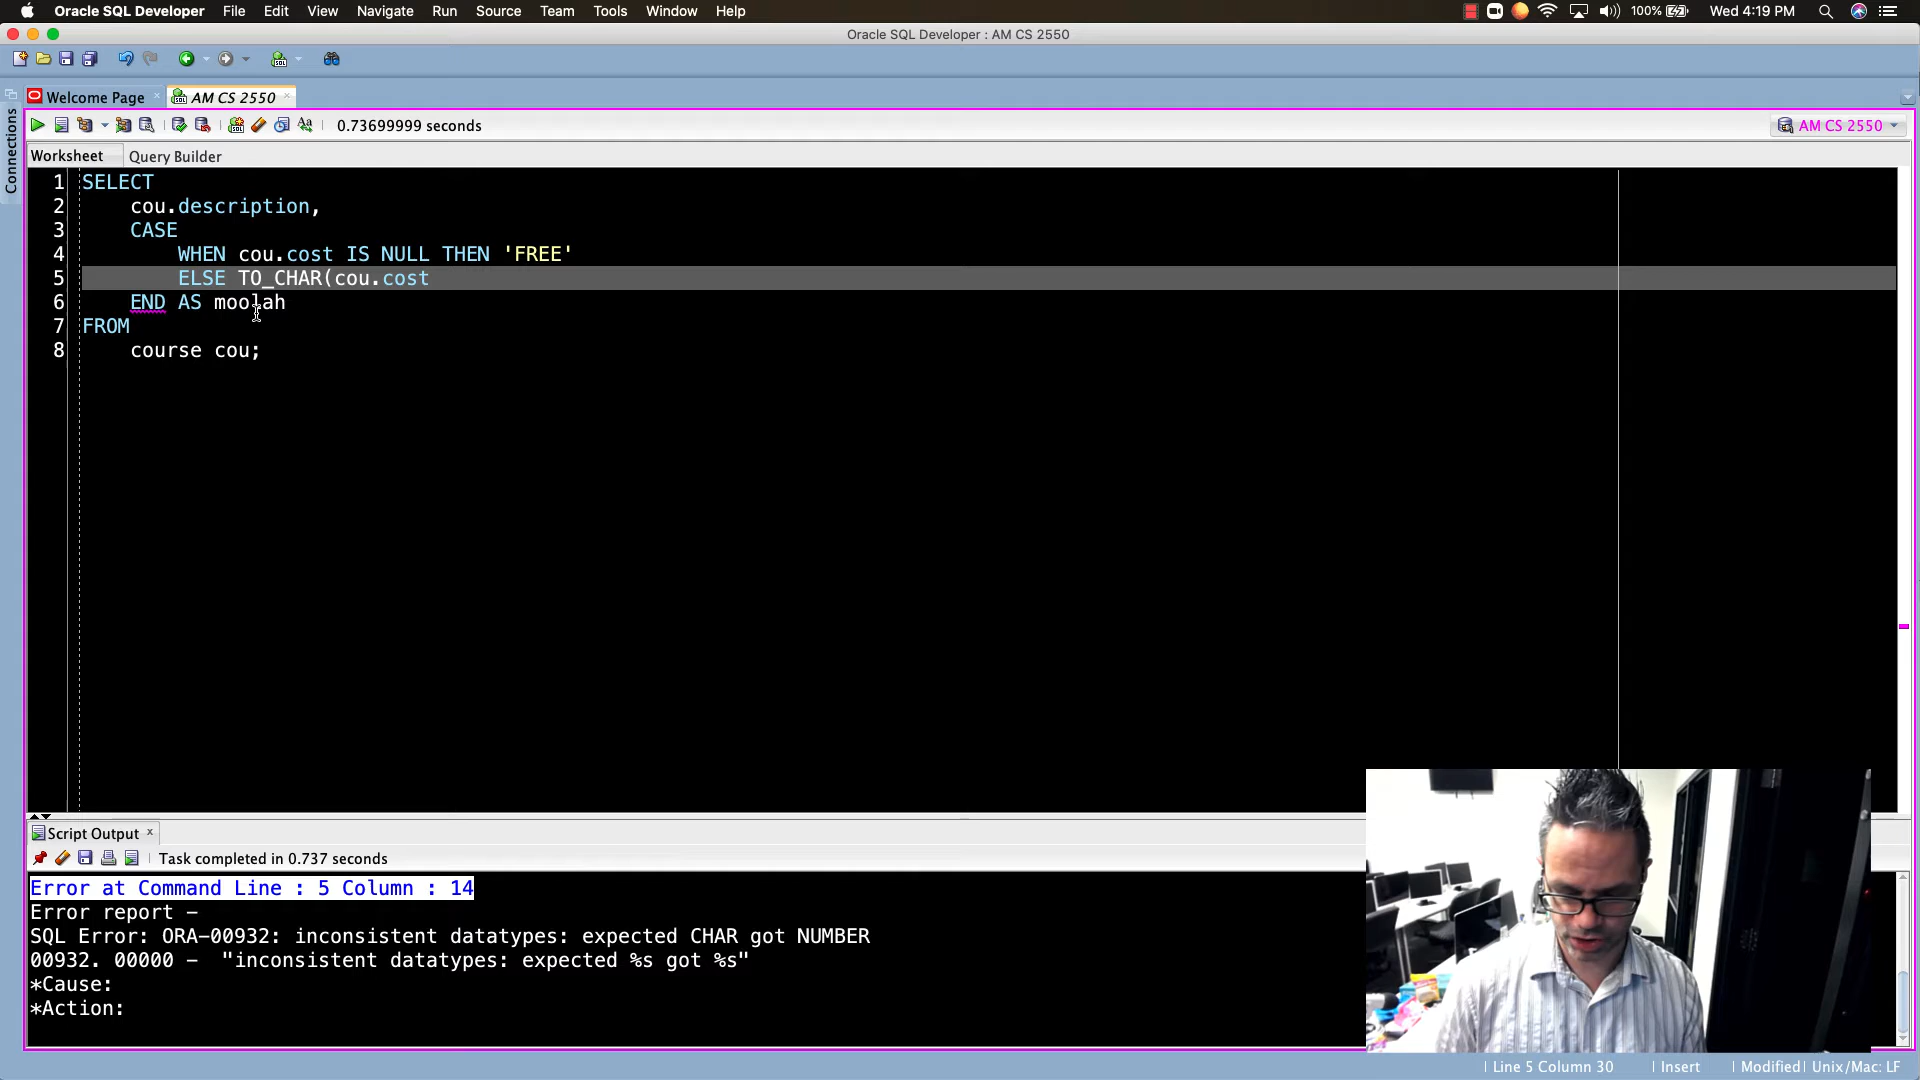 Oracle SQL Developer File Edit View Navigate Run Source Team Tools Window Help 100% Wed 4:19 PM
Oracle SQL Developer : AM CS 2550
Welcome Page AM CS 2550
0.73699999 seconds AM CS 2550
Connections
Worksheet Query Builder
1 SELECT
2 cou.description,
3 CASE
4 WHEN cou.cost IS NULL THEN 'FREE'
5 ELSE TO_CHAR(cou.cost
6 END AS moolah
7 FROM
8 course cou;
Script Output
Task completed in 0.737 seconds
Error at Command Line : 5 Column : 14
Error report -
SQL Error: ORA-00932: inconsistent datatypes: expected CHAR got NUMBER
00932. 00000 - "inconsistent datatypes: expected %s got %s"
*Cause:
*Action:
Line 5 Column 30 Insert Modified Unix/Mac: LF